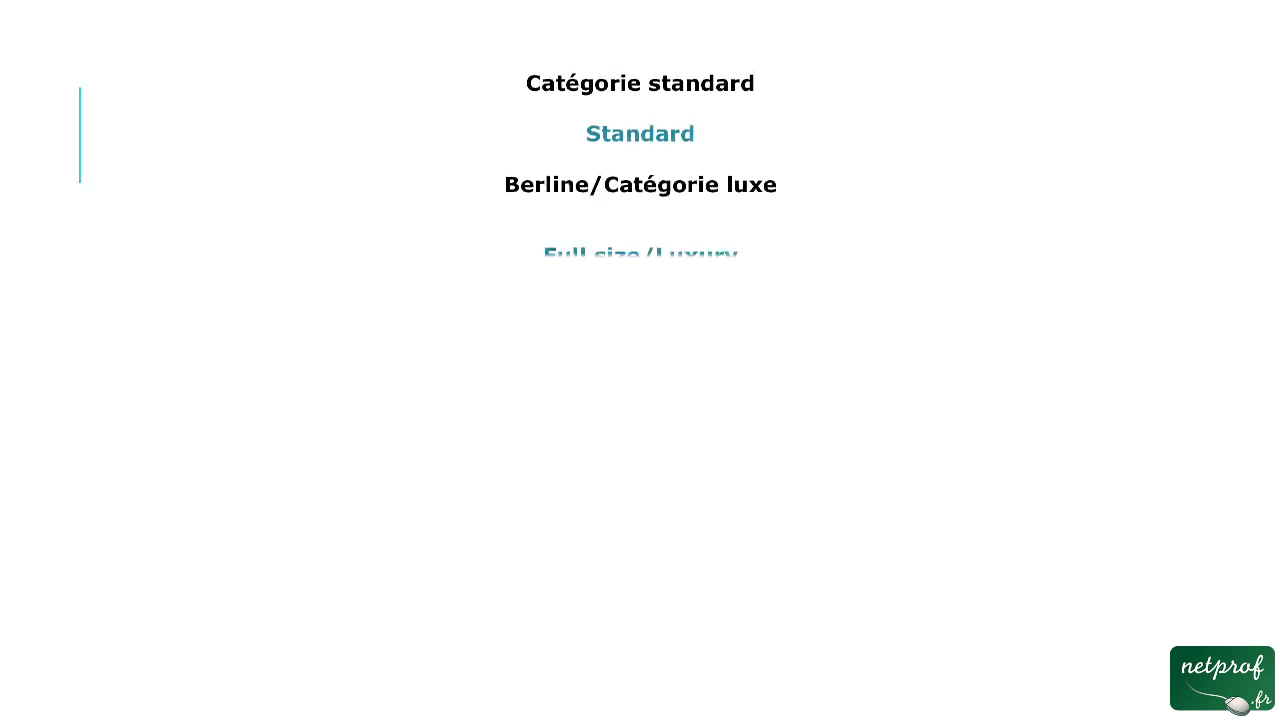 Catégorie standard
Standard
Berline/Catégorie luxe
Full size/Luxury
netprof
.fr